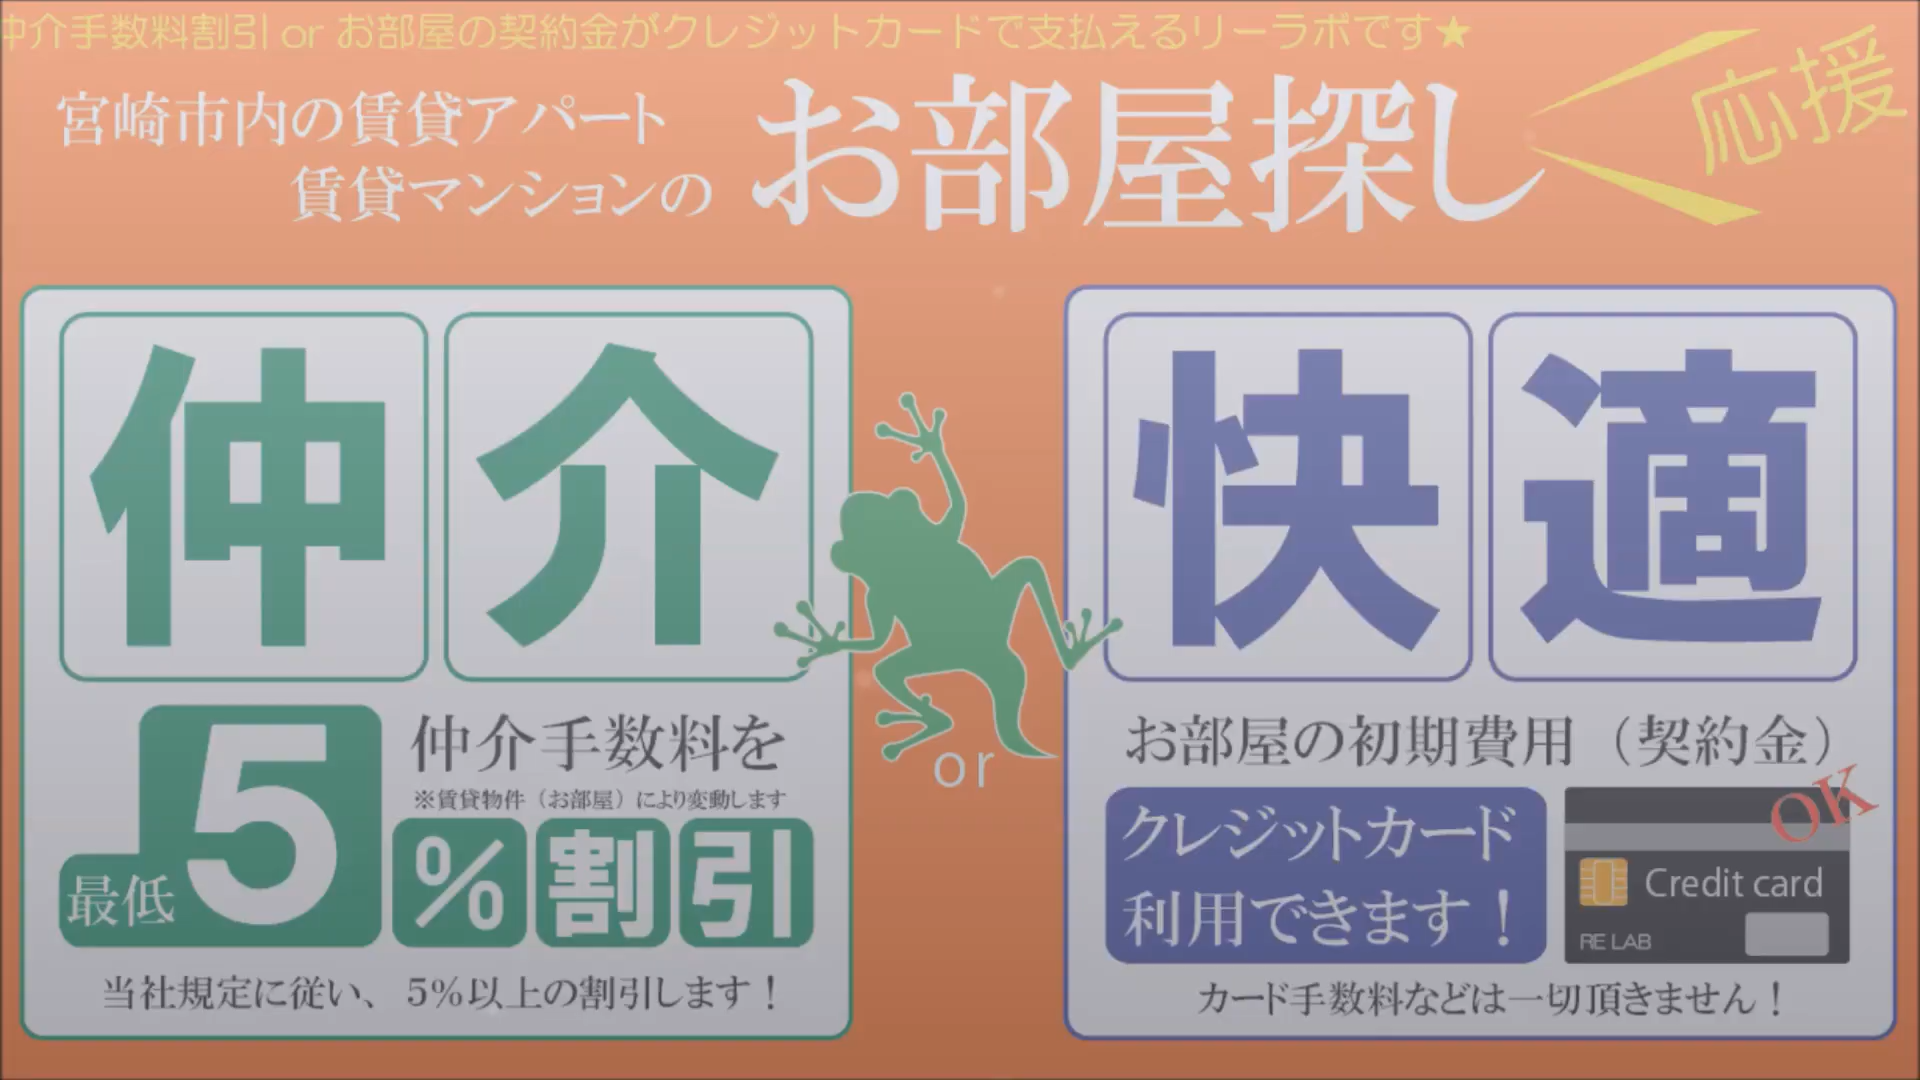 仲介手数料割引 or お部屋の契約金がクレジットカードで支払えるリーラボです★
宮崎市内の賃貸アパート
賃貸マンションの
お部屋探し
応援
仲介
最低5%割引
仲介手数料を
※賃貸物件（お部屋）により変動します
当社規定に従い、5%以上の割引します！
or
快適
お部屋の初期費用（契約金）
クレジットカード
利用できます！
OK
Credit card
RE LAB
カード手数料などは一切頂きません！